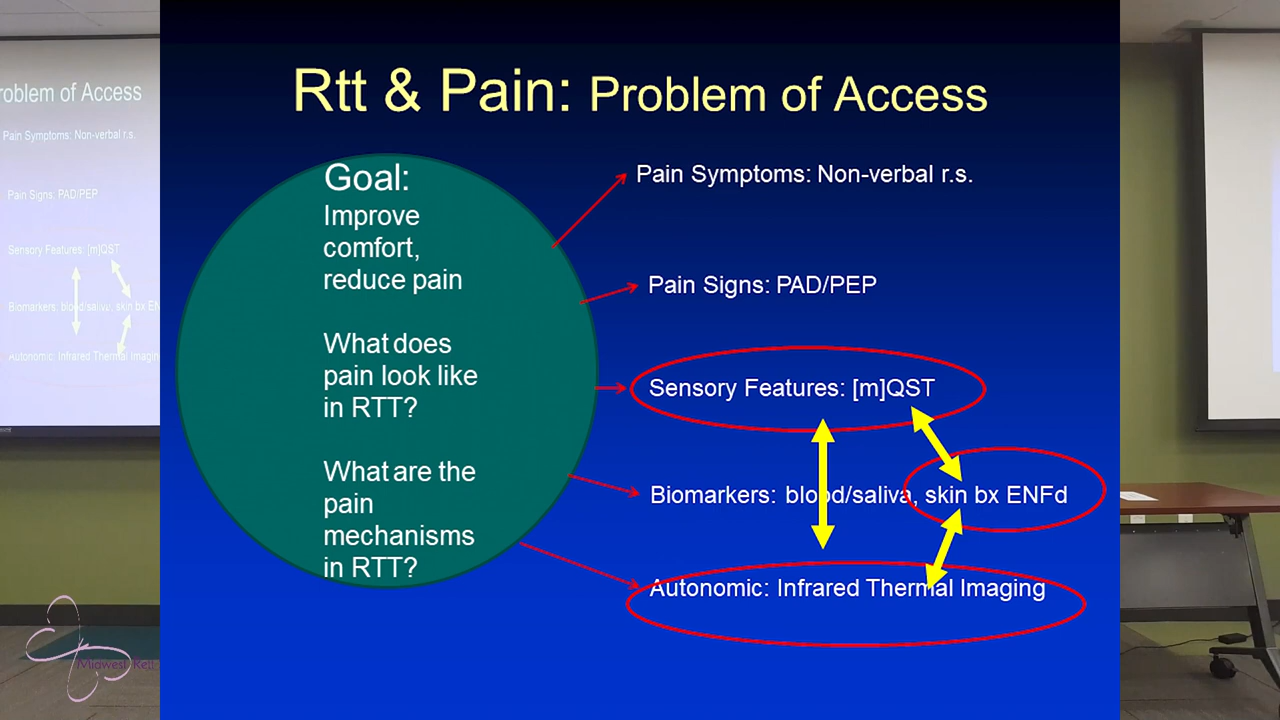 Rtt & Pain: Problem of Access
Goal:
Improve
comfort,
reduce pain
What does
pain look like
in RTT?
What are the
pain
mechanisms
in RTT?
Pain Symptoms: Non-verbal r.s.
Pain Signs: PAD/PEP
Sensory Features: [m]QST
Biomarkers: blood/saliva, skin bx ENFd
Autonomic: Infrared Thermal Imaging
roblem of Access
Pain Symptoms: Non-verbal r.s.
Pain Signs: PAD/PEP
Sensory Features: [m]QST
Biomarkers: blood/saliva, skin bx EN
Autonomic: Infrared Thermal Imagin
Midwest